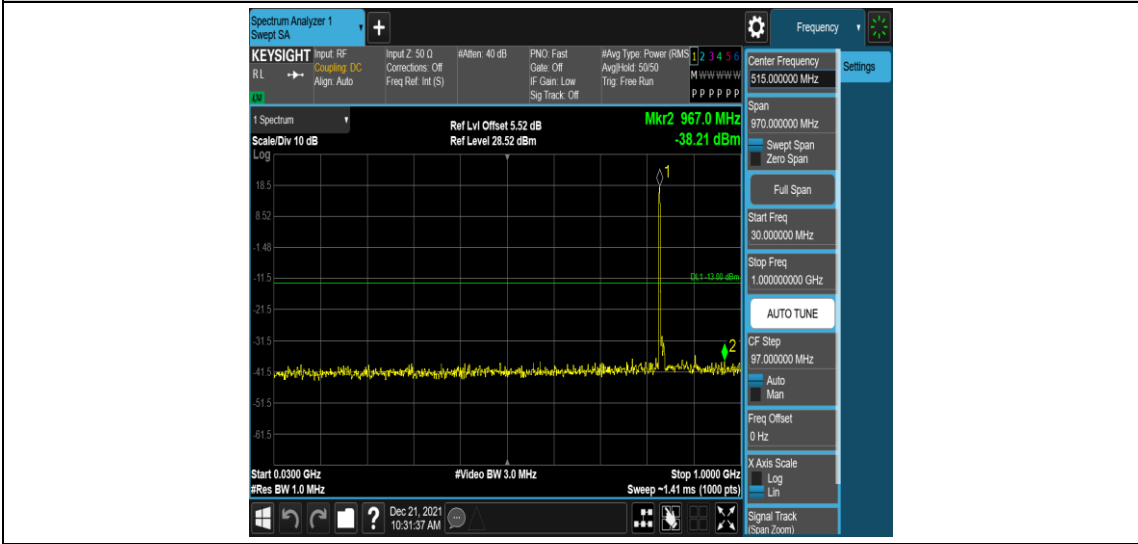 Spectrum Analyzer 1
Swept SA
Frequency
KEYSIGHT
R L
Input: RF
Coupling: DC
Align: Auto
Input Z: 50 Ω
Corrections: Off
Freq Ref: Int (S)
#Atten: 40 dB
PNO: Fast
Gate: Off
IF Gain: Low
Sig Track: Off
#Avg Type: Power (RMS
Avg|Hold: 50/50
Trig: Free Run
1 2 3 4 5 6
M W W W W W
P P P P P P
1 Spectrum
Scale/Div 10 dB
Log
Ref Lvl Offset 5.52 dB
Ref Level 28.52 dBm
Mkr2 967.0 MHz
-38.21 dBm
1
18.5
8.52
-1.48
-11.5
DL1 -13.00 dBm
-21.5
-31.5
2
-41.5
-51.5
-61.5
Start 0.0300 GHz
#Video BW 3.0 MHz
Stop 1.0000 GHz
#Res BW 1.0 MHz
Sweep ~1.41 ms (1000 pts)
?
Dec 21, 2021
10:31:37 AM
Center Frequency
515.000000 MHz
Settings
Span
970.000000 MHz
Swept Span
Zero Span
Full Span
Start Freq
30.000000 MHz
Stop Freq
1.000000000 GHz
AUTO TUNE
CF Step
97.000000 MHz
Auto
Man
Freq Offset
0 Hz
X Axis Scale
Log
Lin
Signal Track
(Span Zoom)